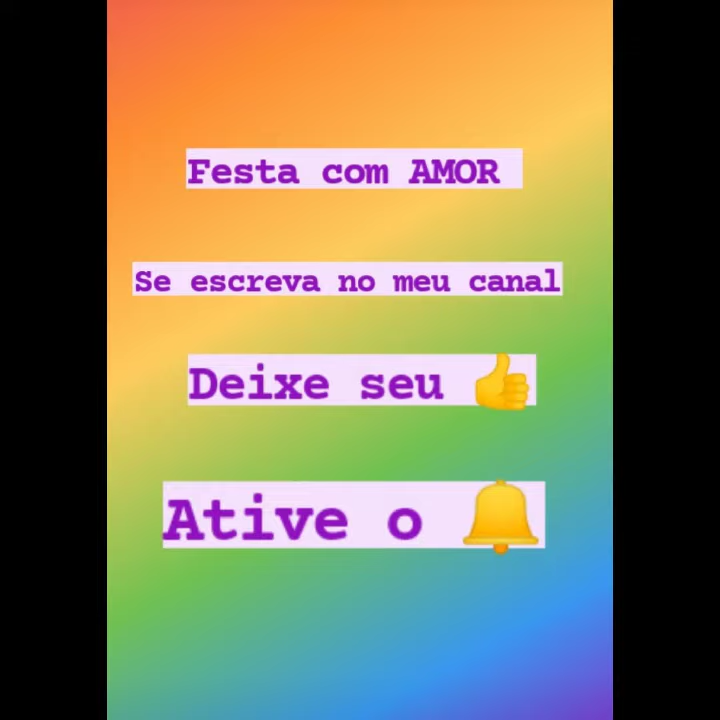 Festa com AMOR
Se escreva no meu canal
Deixe seu 👍
Ative o 🔔